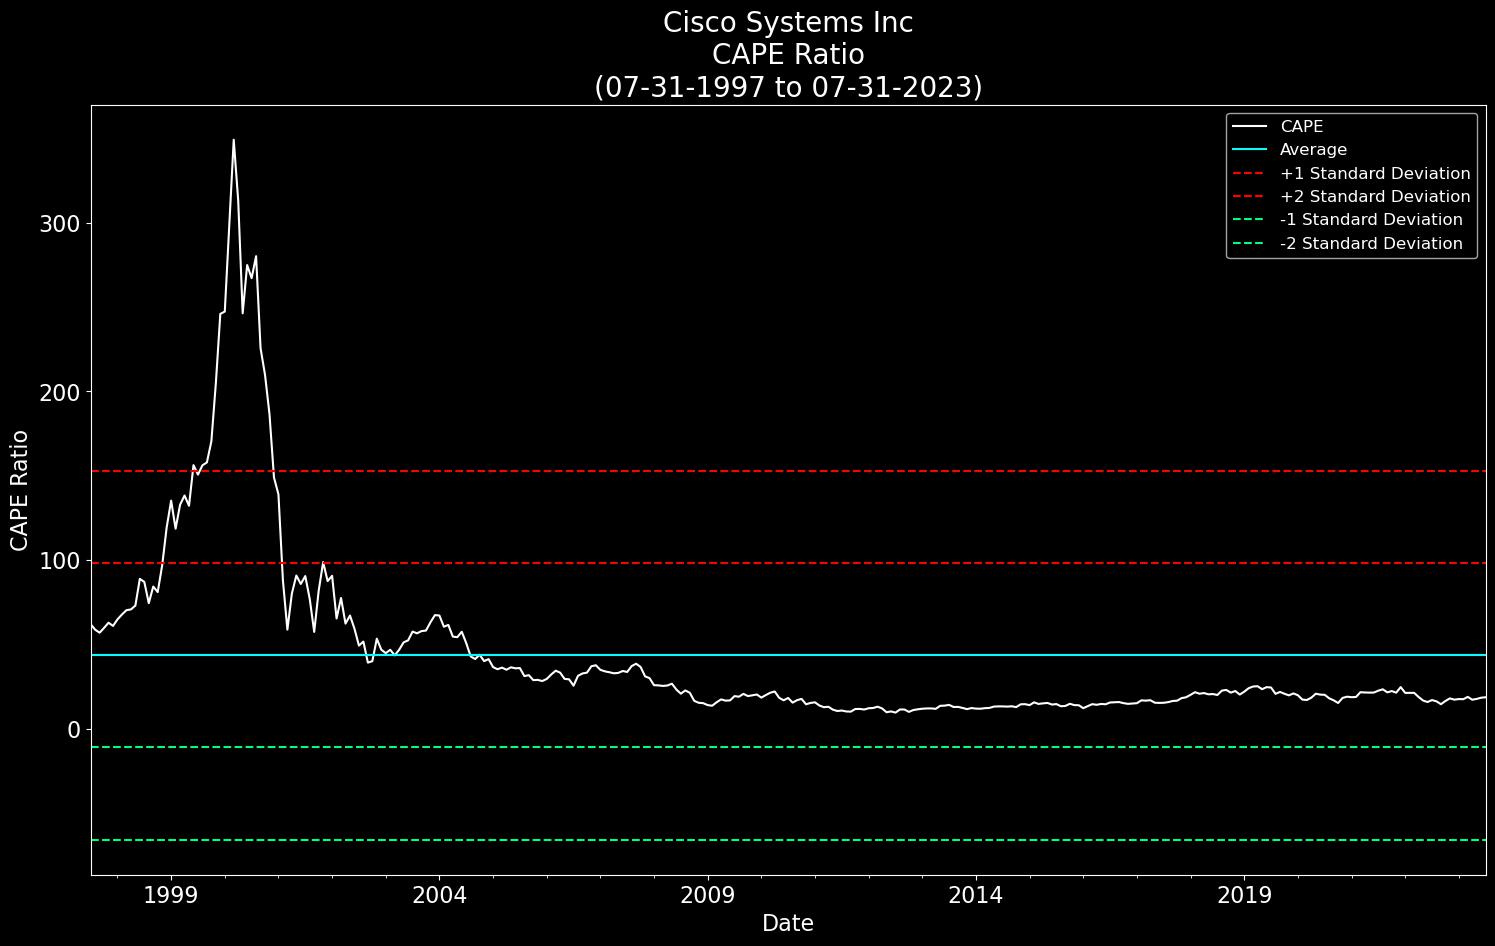 Cisco Systems Inc
CAPE Ratio
(07-31-1997 to 07-31-2023)
CAPE
Average
+1 Standard Deviation
+2 Standard Deviation
-1 Standard Deviation
-2 Standard Deviation
300
200
100
0
CAPE Ratio
1999 2004 2009 2014 2019
Date